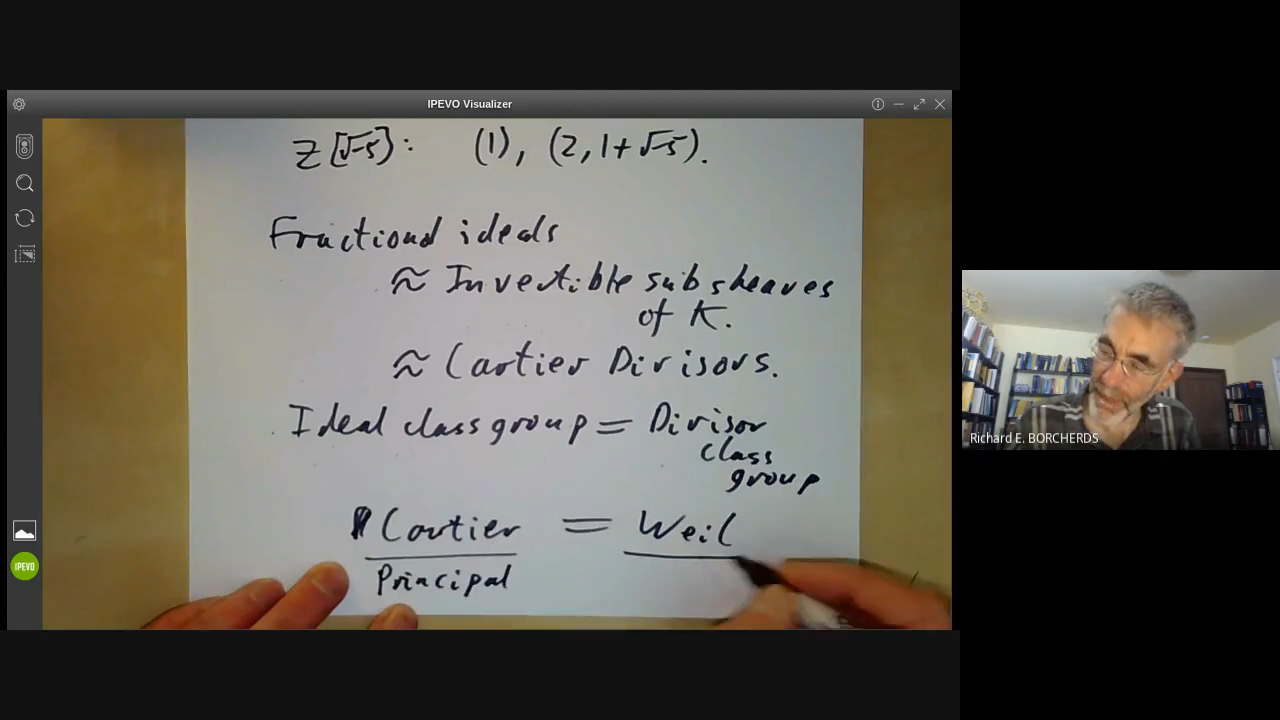 IPEVO Visualizer
Z[√-5]: (1), (2, 1+√-5).
Fractional ideals
≈ Invertible subsheaves
of K.
≈ Cartier Divisors.
Ideal class group = Divisor
class
group
Cartier = Weil
Principal
Richard E. BORCHERDS
IPEVO